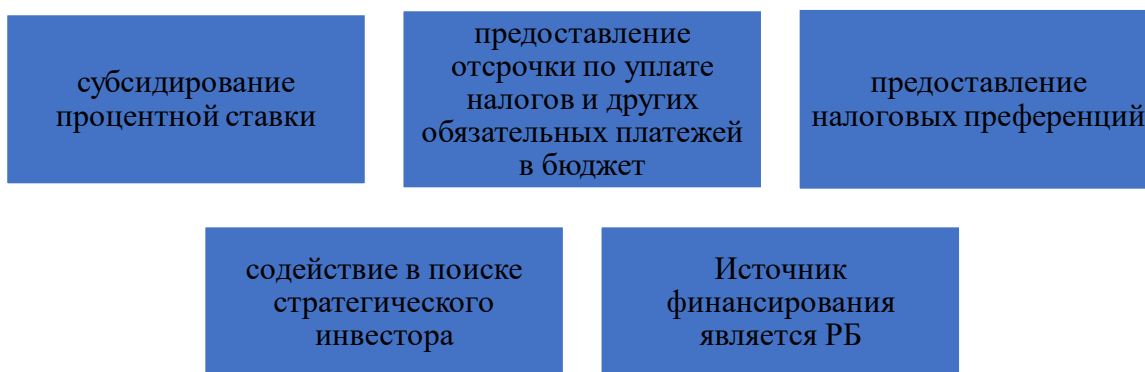 субсидирование
процентной ставки
предоставление
отсрочки по уплате
налогов и других
обязательных платежей
в бюджет
предоставление
налоговых преференций
содействие в поиске
стратегического
инвестора
Источник
финансирования
является РБ